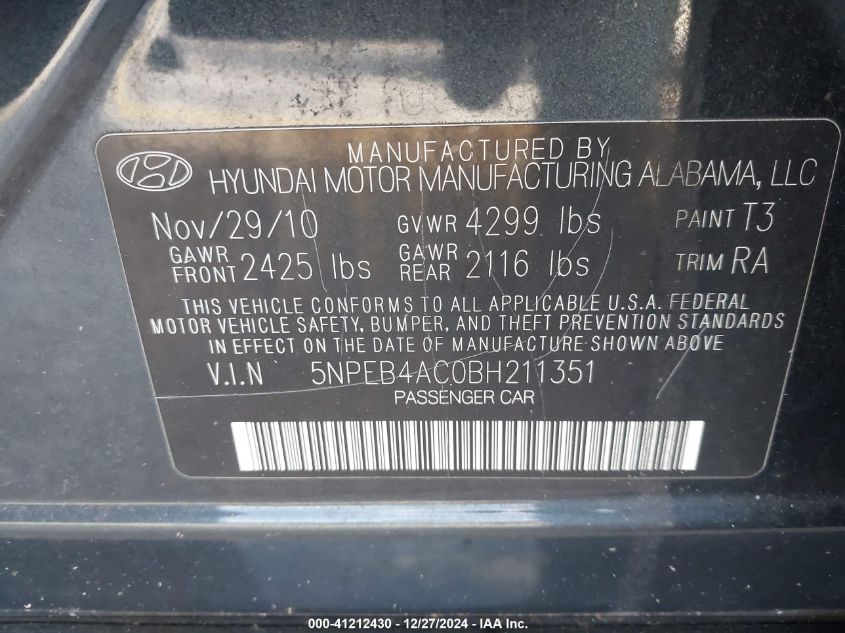 MANUFACTURED BY
HYUNDAI MOTOR MANUFACTURING ALABAMA, LLC
Nov/29/10 GVWR 4299 lbs PAINT T3
GAWR FRONT 2425 lbs GAWR REAR 2116 lbs TRIM RA
THIS VEHICLE CONFORMS TO ALL APPLICABLE U.S.A. FEDERAL
MOTOR VEHICLE SAFETY, BUMPER, AND THEFT PREVENTION STANDARDS
IN EFFECT ON THE DATE OF MANUFACTURE SHOWN ABOVE
V.I.N 5NPEB4AC0BH211351
PASSENGER CAR
000-41212430 - 12/27/2024 - IAA Inc.